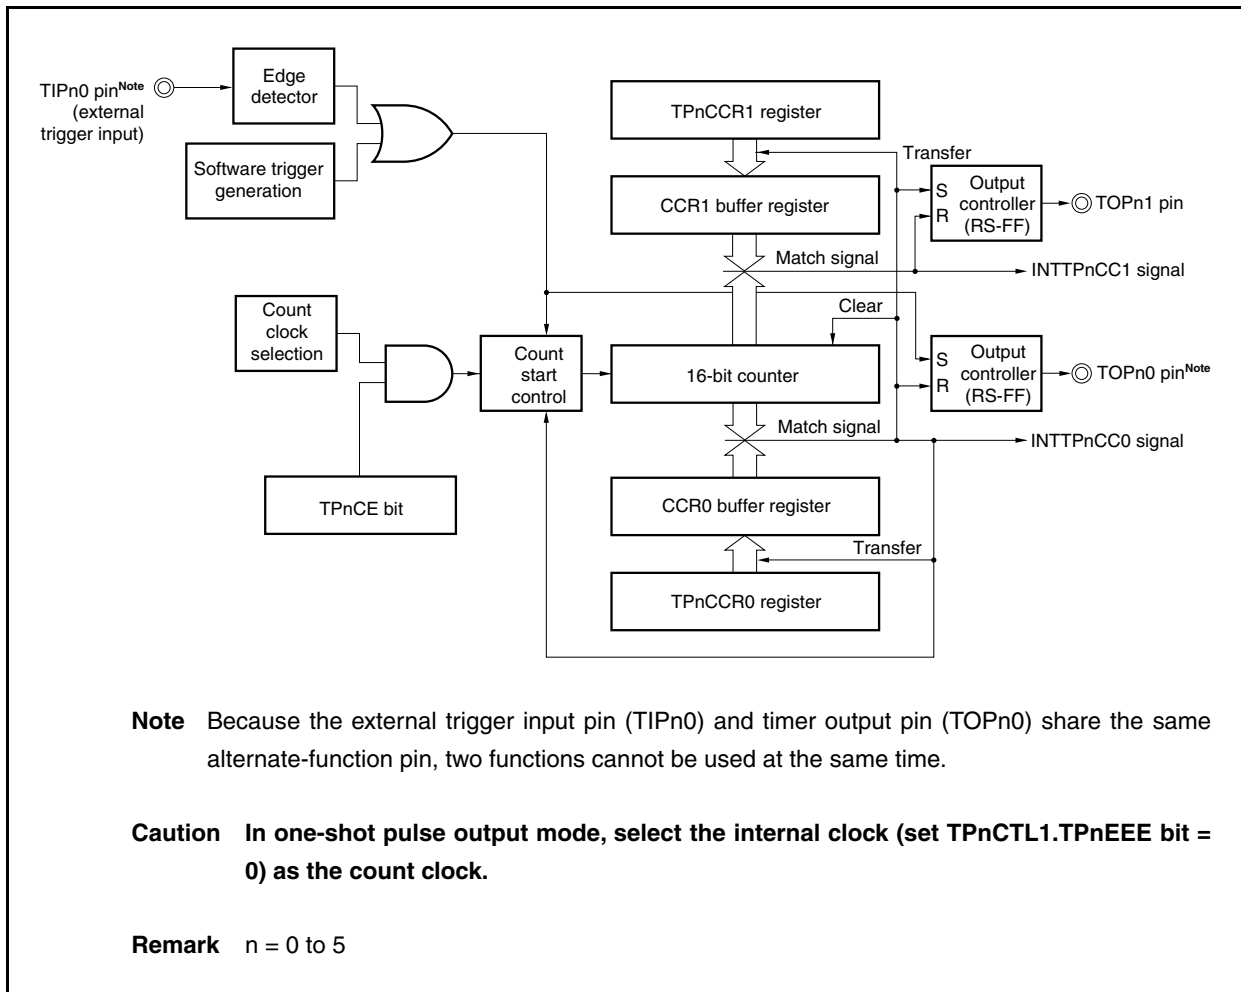 TIPn0 pinNote
(external
trigger input)
Edge
detector
Software trigger
generation
TPnCCR1 register
Transfer
CCR1 buffer register
S
R
Output
controller
(RS-FF)
TOPn1 pin
Match signal
INTTPnCC1 signal
Count
clock
selection
Clear
Count
start
control
16-bit counter
S
R
Output
controller
(RS-FF)
TOPn0 pinNote
Match signal
INTTPnCC0 signal
TPnCE bit
CCR0 buffer register
Transfer
TPnCCR0 register
Note Because the external trigger input pin (TIPn0) and timer output pin (TOPn0) share the same
alternate-function pin, two functions cannot be used at the same time.
Caution In one-shot pulse output mode, select the internal clock (set TPnCTL1.TPnEEE bit =
0) as the count clock.
Remark n = 0 to 5